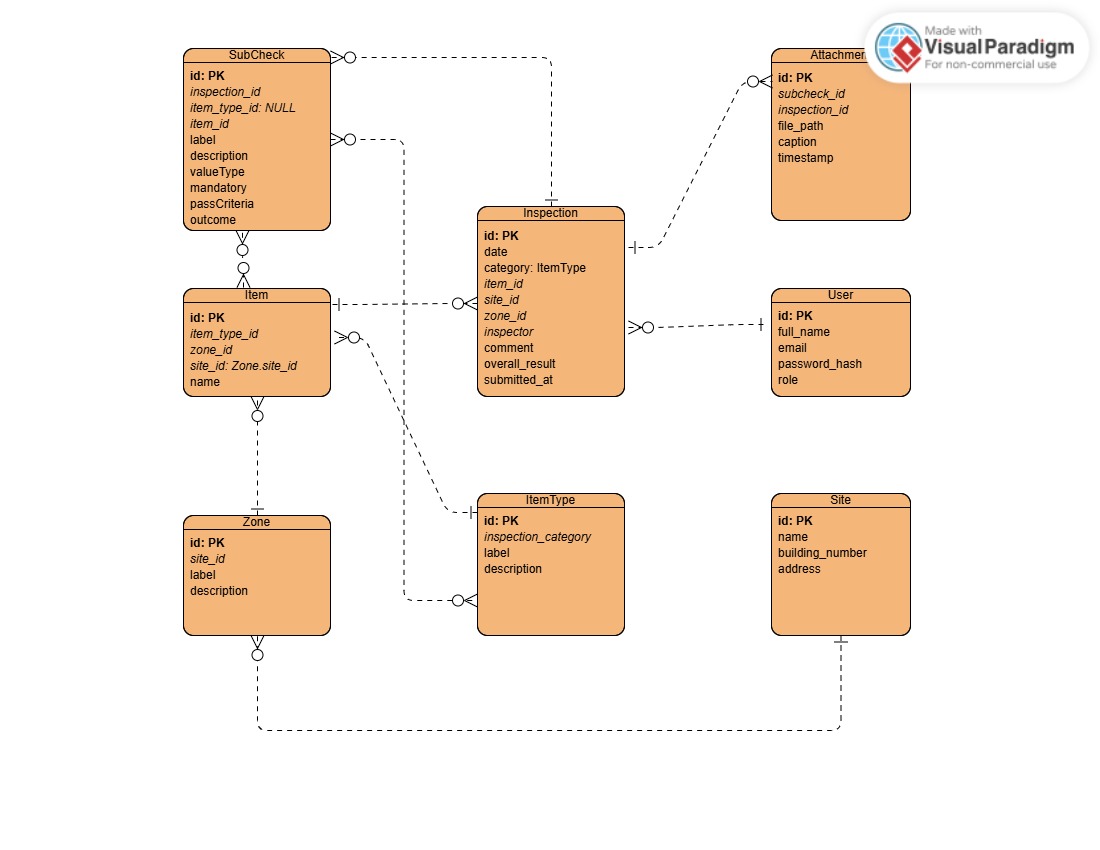 Made with
Visual Paradigm
For non-commercial use
SubCheck
id: PK
inspection_id
item_type_id: NULL
item_id
label
description
valueType
mandatory
passCriteria
outcome
id: PK
subcheck_id
inspection_id
file_path
caption
timestamp
Inspection
id: PK
date
category: ItemType
item_id
site_id
zone_id
inspector
comment
overall_result
submitted_at
Item
id: PK
item_type_id
zone_id
site_id: Zone.site_id
name
User
id: PK
full_name
email
password_hash
role
Zone
id: PK
site_id
label
description
ItemType
id: PK
inspection_category
label
description
Site
id: PK
name
building_number
address